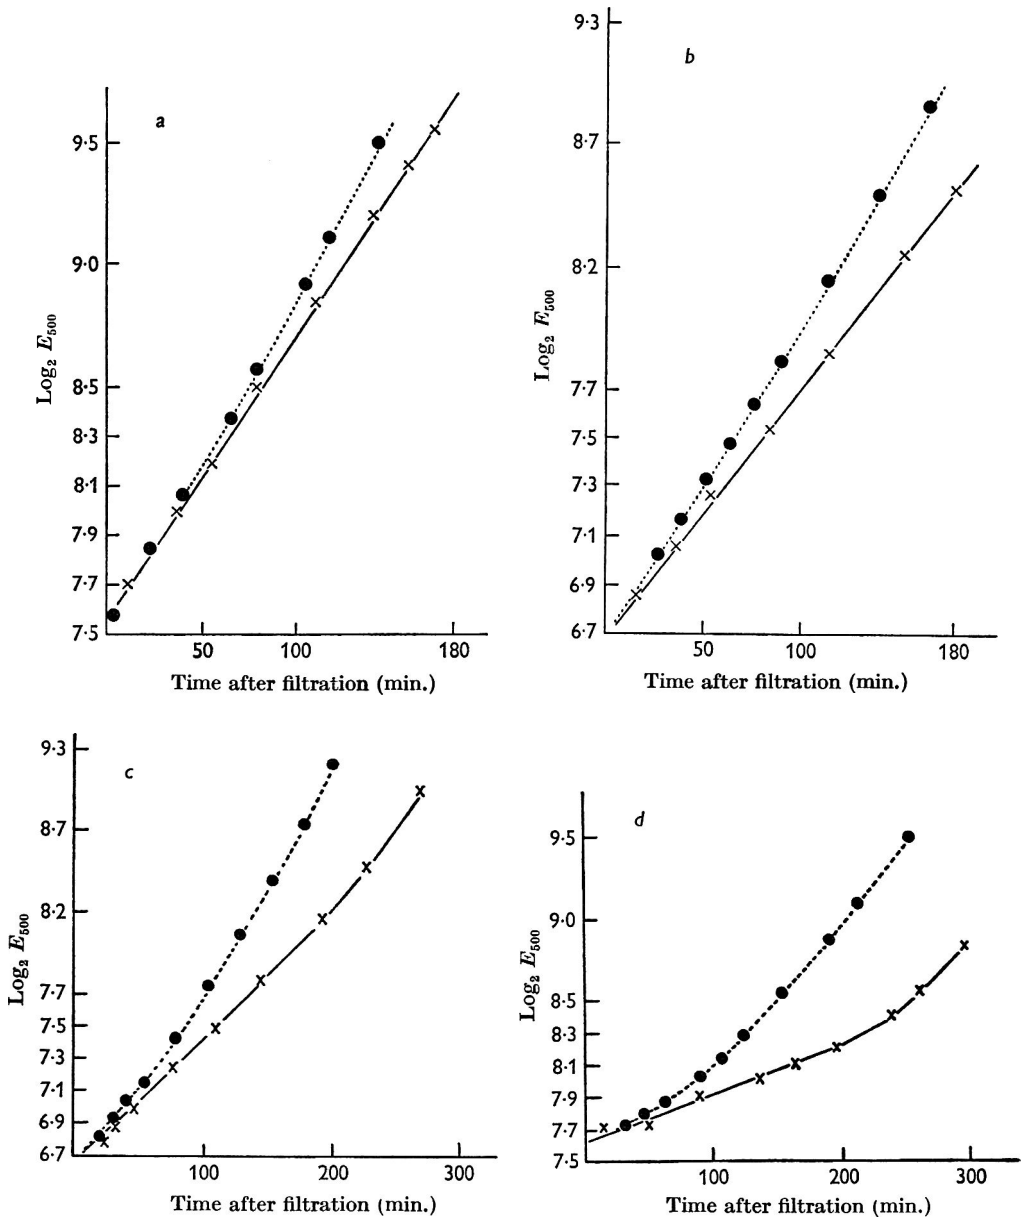 a
9·5
9·0
8·5
8·3
8·1
7·9
7·7
7·5
Log₂ E₅₀₀
50 100 180
Time after filtration (min.)
b
9·3
8·7
8·2
7·7
7·5
7·3
7·1
6·9
6·7
Log₂ E₅₀₀
50 100 180
Time after filtration (min.)
c
9·3
8·7
8·2
7·7
7·5
7·3
7·1
6·9
6·7
Log₂ E₅₀₀
100 200 300
Time after filtration (min.)
d
9·5
9·0
8·5
8·3
8·1
7·9
7·7
7·5
Log₂ E₅₀₀
100 200 300
Time after filtration (min.)